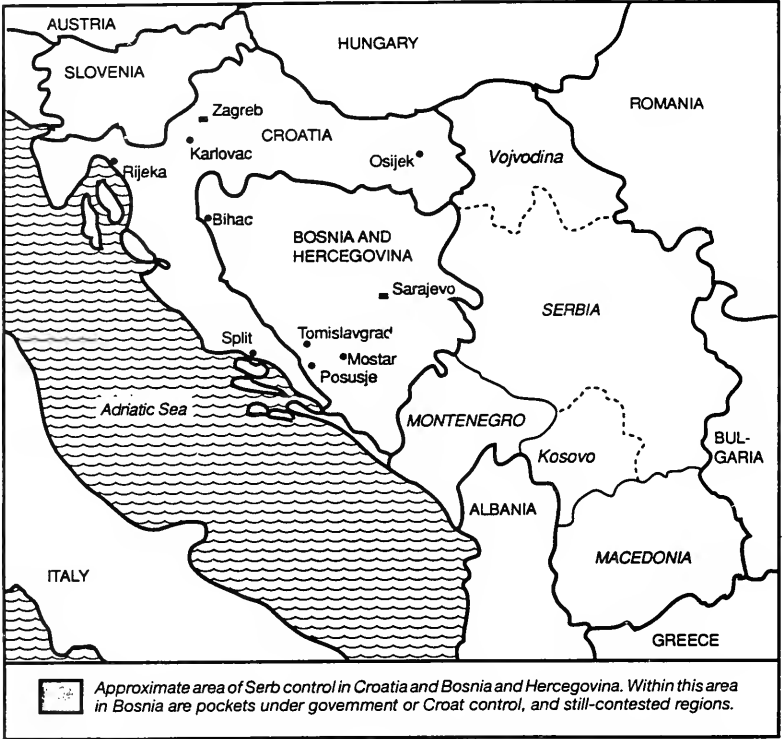 AUSTRIA
HUNGARY
SLOVENIA
ROMANIA
Zagreb
CROATIA
Karlovac
Osijek
Vojvodina
Rijeka
Bihac
BOSNIA AND
HERCEGOVINA
Sarajevo
SERBIA
Split
Tomislavgrad
Mostar
Posusje
Adriatic Sea
MONTENEGRO
Kosovo
BUL-
GARIA
ALBANIA
MACEDONIA
ITALY
GREECE
Approximate area of Serb control in Croatia and Bosnia and Hercegovina. Within this area
in Bosnia are pockets under government or Croat control, and still-contested regions.